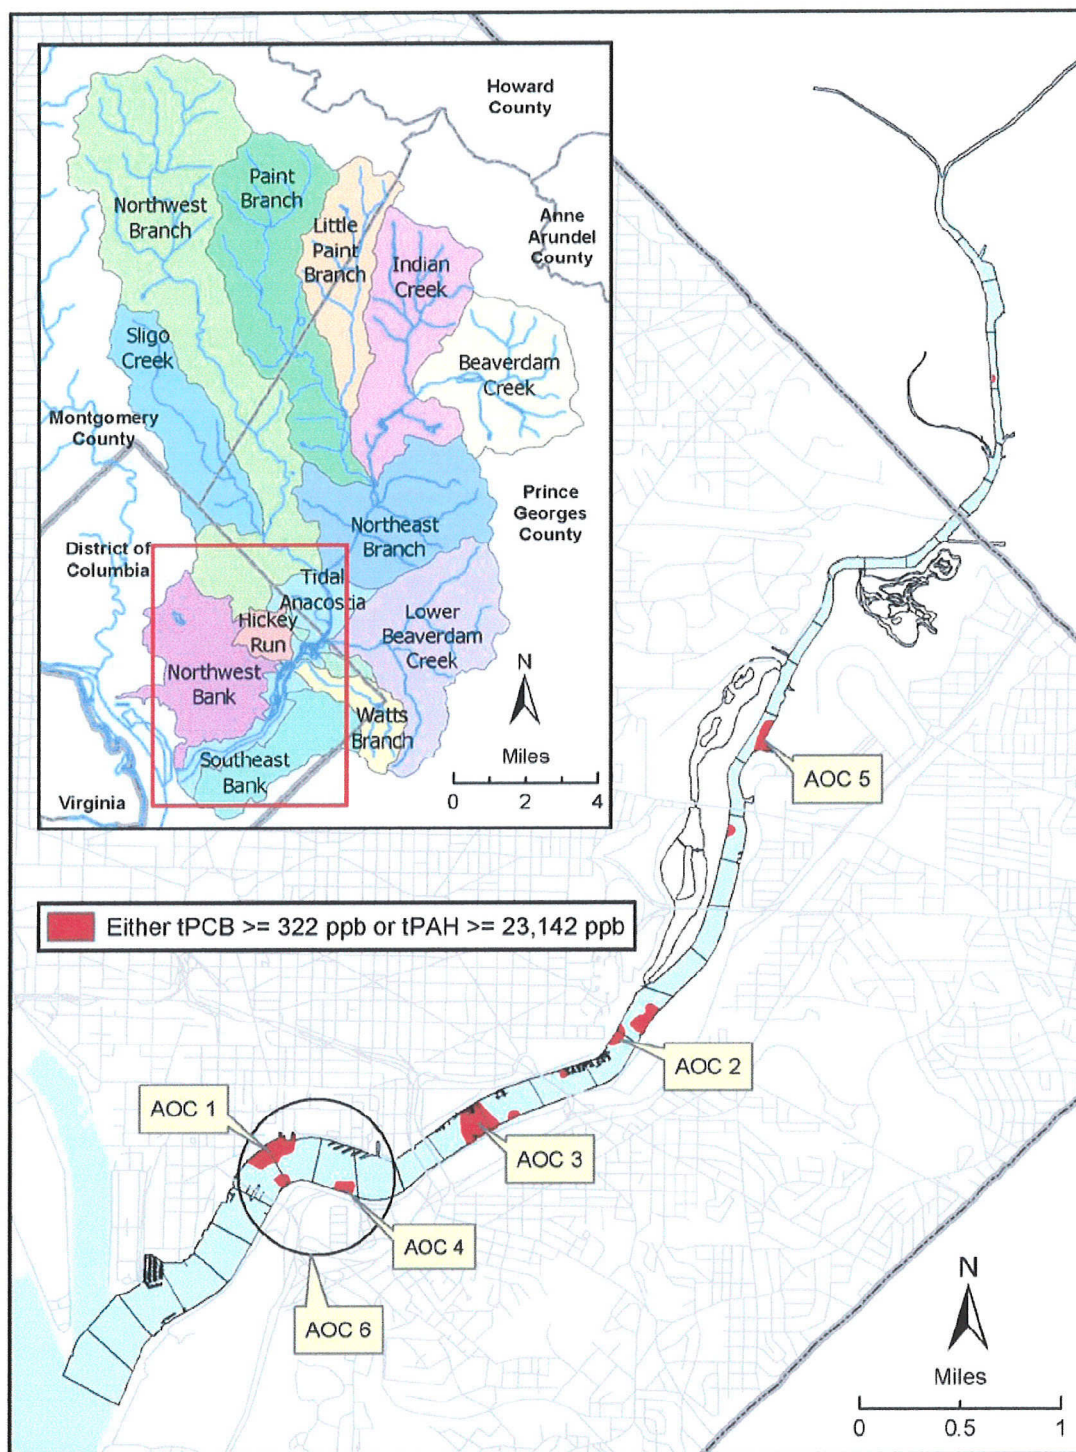 Howard
County
Paint
Branch
Northwest
Branch
Little
Paint
Branch
Anne
Arundel
County
Indian
Creek
Sligo
Creek
Beaverdam
Creek
Montgomery
County
Prince
Georges
County
Northeast
Branch
District of
Columbia
Tidal
Anacostia
Hickey
Run
Lower
Beaverdam
Creek
Northwest
Bank
N
Watts
Branch
Miles
Southeast
Bank
Virginia
0 2 4
AOC 5
Either tPCB >= 322 ppb or tPAH >= 23,142 ppb
AOC 2
AOC 1
AOC 3
AOC 4
AOC 6
N
Miles
0 0.5 1